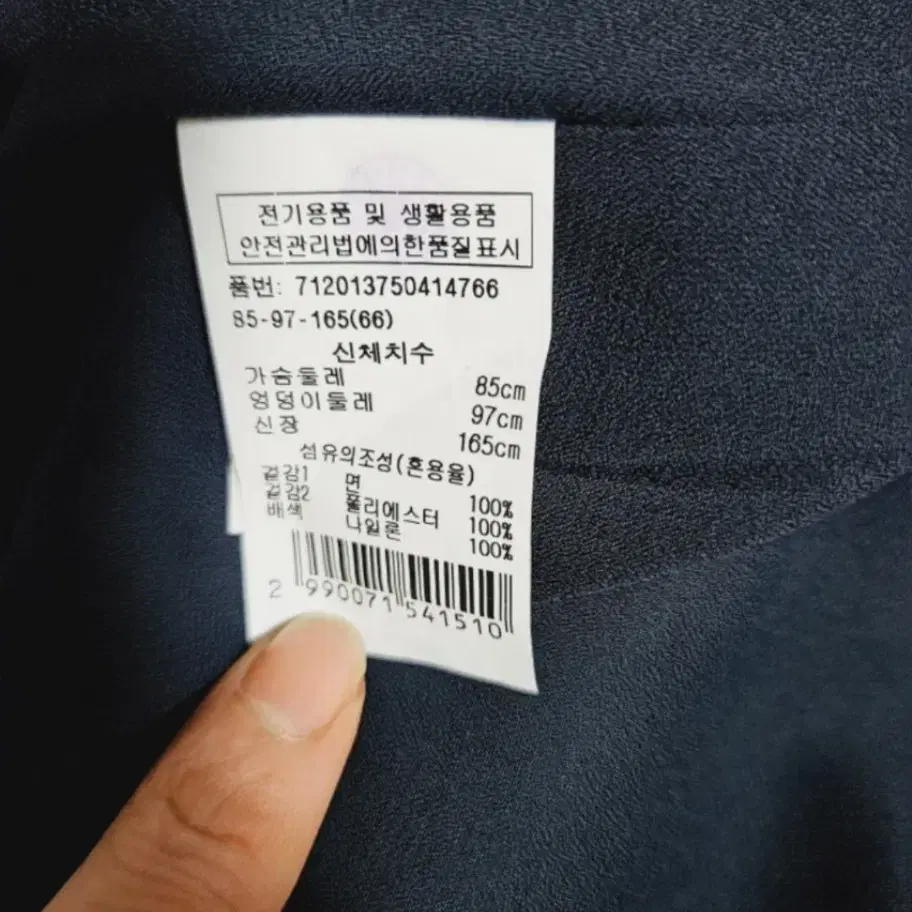 전기용품 및 생활용품
안전관리법에의한품질표시
품번: 712013750414766
85-97-165(66)
신체치수
가슴둘레 85cm
엉덩이둘레 97cm
신장 165cm
섬유의조성(혼용율)
겉감1 면 100%
겉감2 폴리에스터 100%
배색 나일론 100%
2 990071 541510